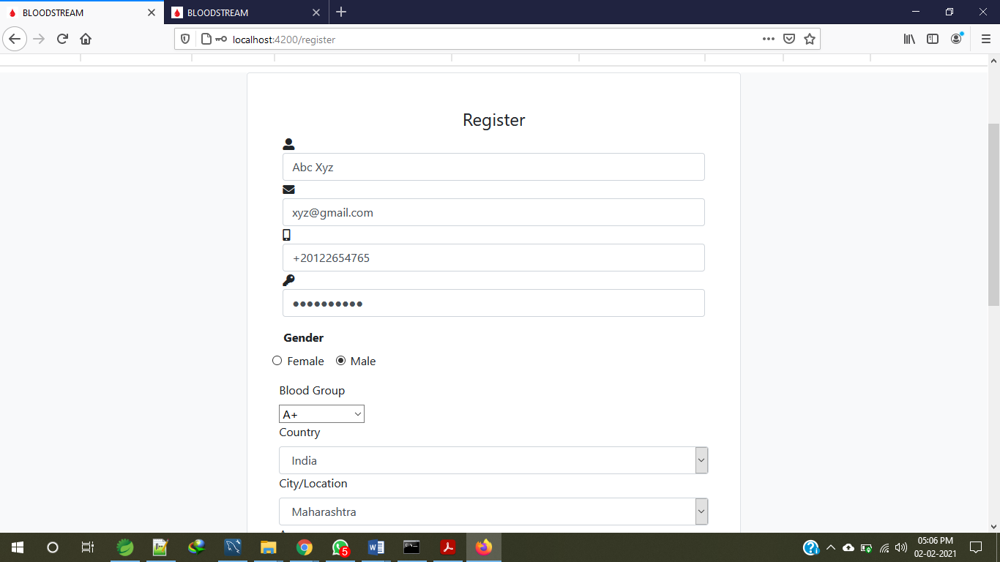 BLOODSTREAM
BLOODSTREAM
localhost:4200/register
Register
Abc Xyz
xyz@gmail.com
+20122654765
●●●●●●●●●●
Gender
Female Male
Blood Group
A+
Country
India
City/Location
Maharashtra
5
05:06 PM
02-02-2021